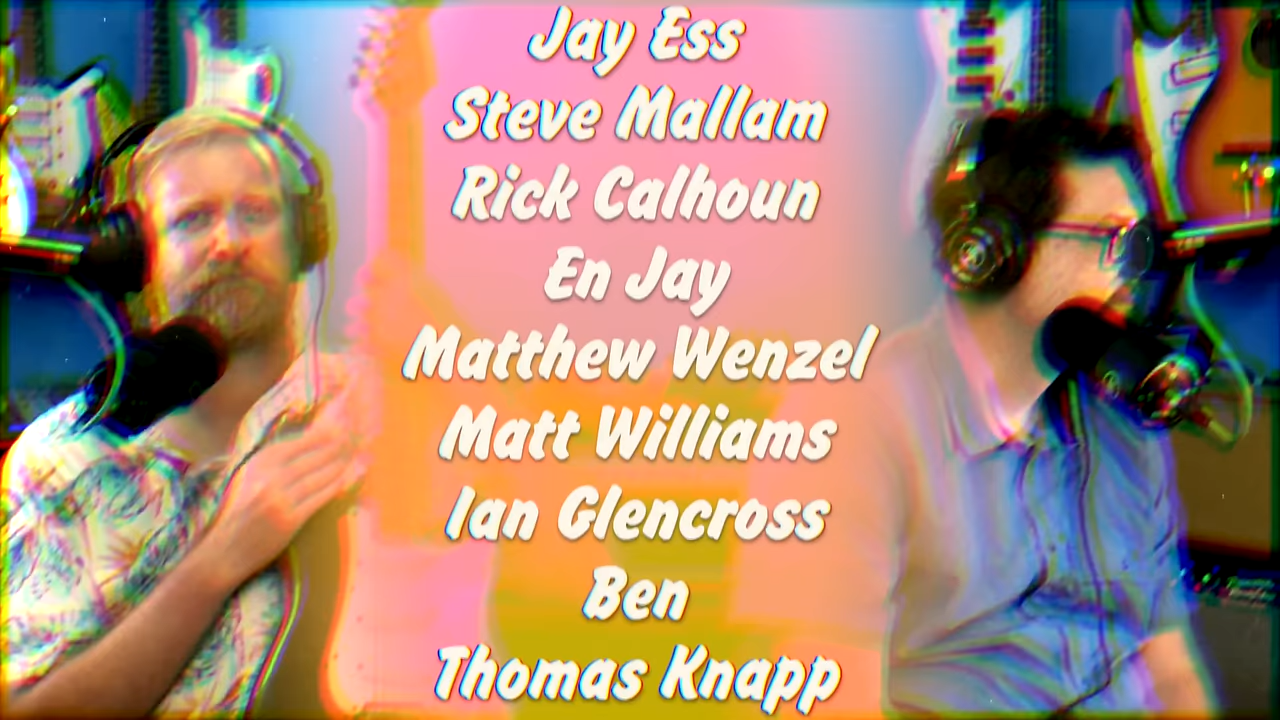 Jay Ess
Steve Mallam
Rick Calhoun
En Jay
Matthew Wenzel
Matt Williams
Ian Glencross
Ben
Thomas Knapp